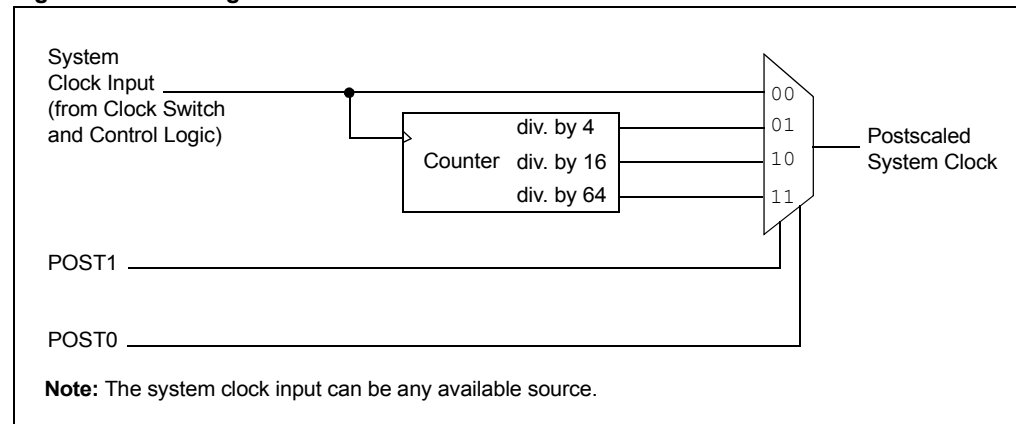 System
Clock Input
(from Clock Switch
and Control Logic)
Counter
div. by 4
div. by 16
div. by 64
00
01
10
11
Postscaled
System Clock
POST1
POST0
Note: The system clock input can be any available source.